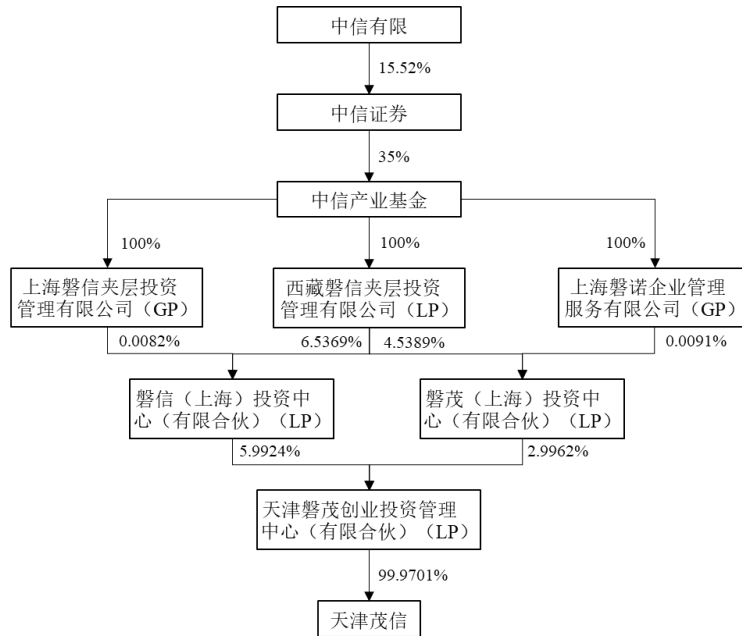 中信有限
15.52%
中信证券
35%
中信产业基金
100%
100%
100%
上海磐信夹层投资
管理有限公司（GP）
西藏磐信夹层投资
管理有限公司（LP）
上海磐诺企业管理
服务有限公司（GP）
0.0082%
6.5369%
4.5389%
0.0091%
磐信（上海）投资中
心（有限合伙）（LP）
磐茂（上海）投资中
心（有限合伙）（LP）
5.9924%
2.9962%
天津磐茂创业投资管理
中心（有限合伙）（LP）
99.9701%
天津茂信